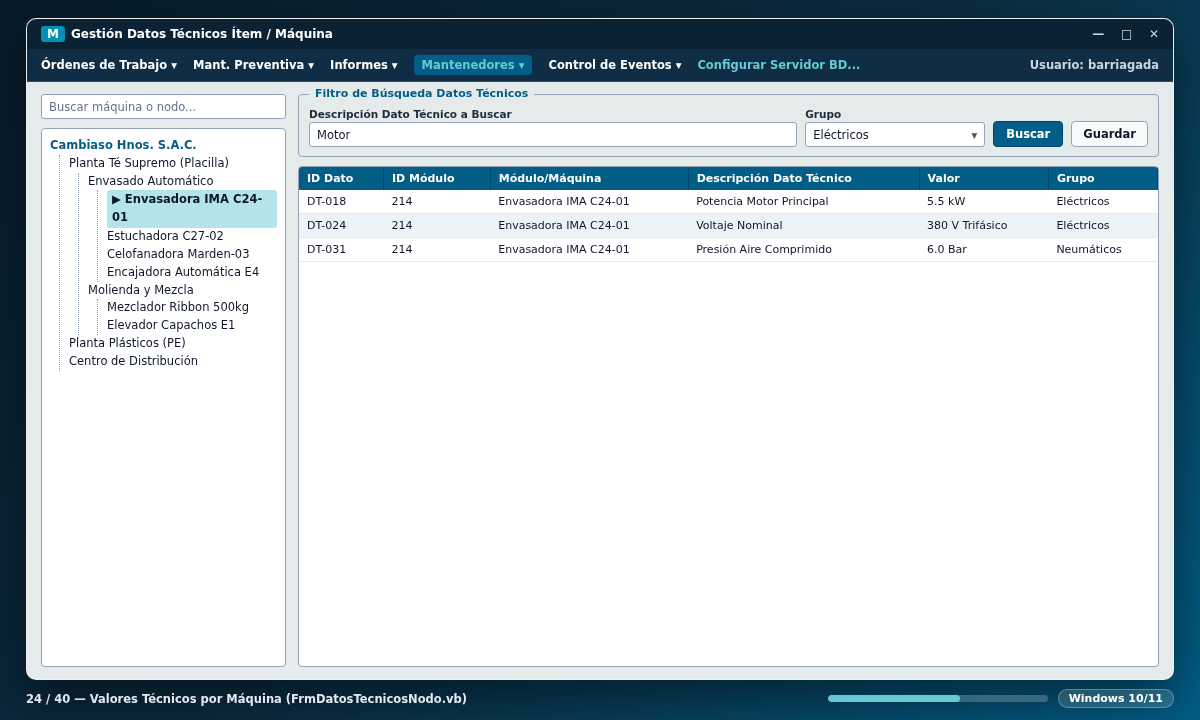 M Gestión Datos Técnicos Ítem / Máquina — □ ✕
Órdenes de Trabajo ▾ Mant. Preventiva ▾ Informes ▾ Mantenedores ▾ Control de Eventos ▾ Configurar Servidor BD... Usuario: barriagada
Buscar máquina o nodo...
Cambiaso Hnos. S.A.C.
Planta Té Supremo (Placilla)
Envasado Automático
▶ Envasadora IMA C24-
01
Estuchadora C27-02
Celofanadora Marden-03
Encajadora Automática E4
Molienda y Mezcla
Mezclador Ribbon 500kg
Elevador Capachos E1
Planta Plásticos (PE)
Centro de Distribución
Filtro de Búsqueda Datos Técnicos
Descripción Dato Técnico a Buscar Grupo
Motor Eléctricos ▾ Buscar Guardar
ID Dato ID Módulo Módulo/Máquina Descripción Dato Técnico Valor Grupo
DT-018 214 Envasadora IMA C24-01 Potencia Motor Principal 5.5 kW Eléctricos
DT-024 214 Envasadora IMA C24-01 Voltaje Nominal 380 V Trifásico Eléctricos
DT-031 214 Envasadora IMA C24-01 Presión Aire Comprimido 6.0 Bar Neumáticos
24 / 40 — Valores Técnicos por Máquina (FrmDatosTecnicosNodo.vb) Windows 10/11